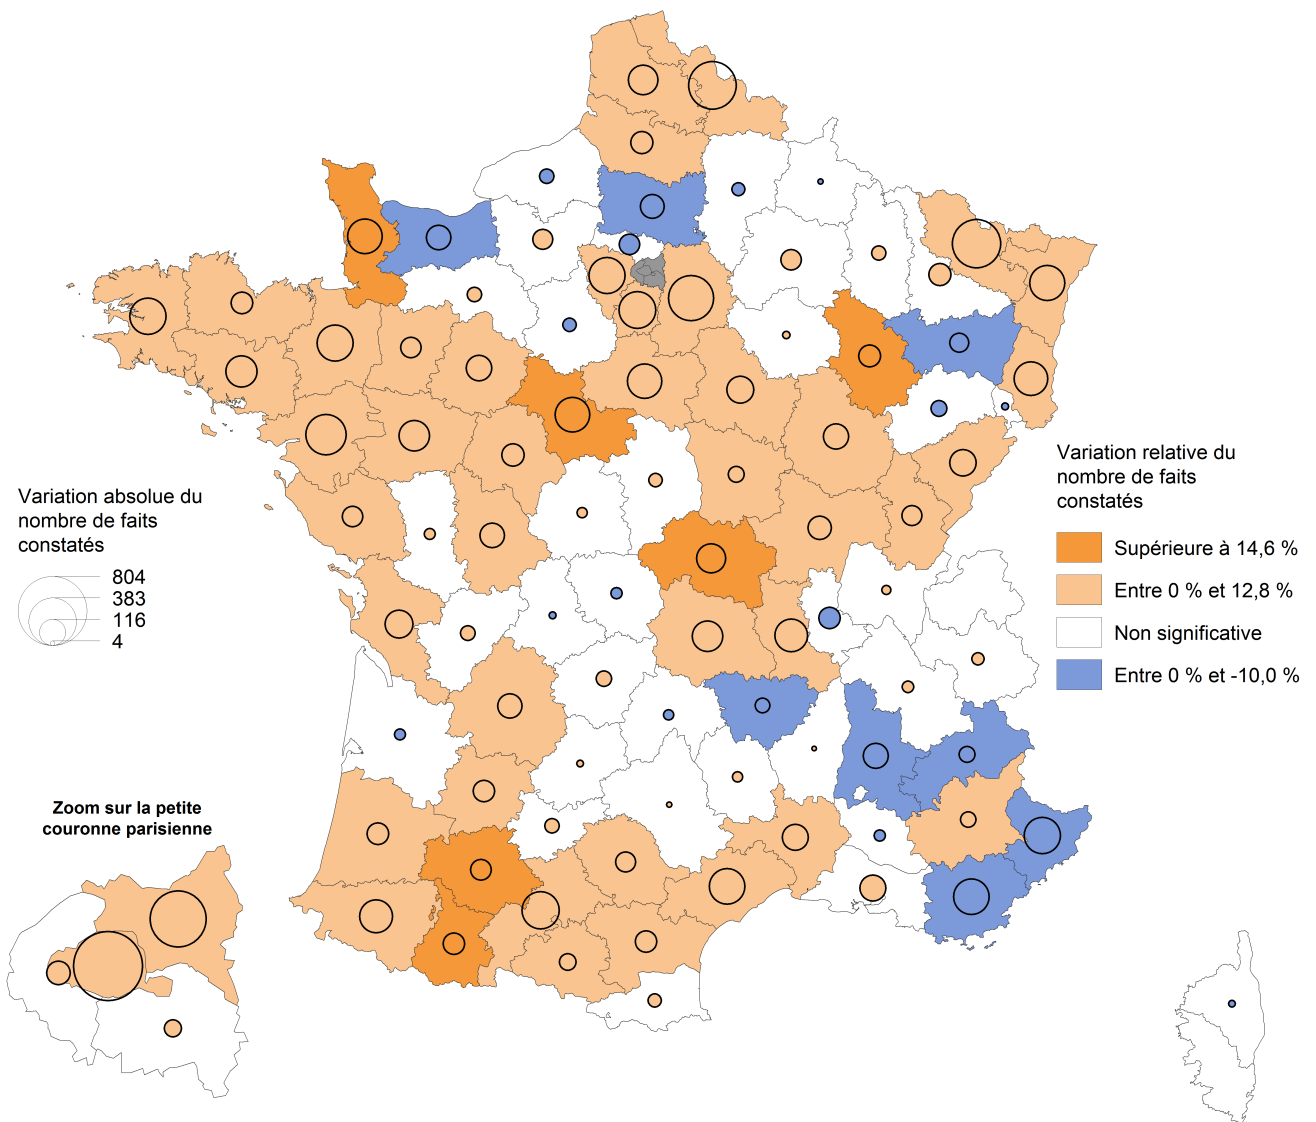 Variation absolue du
nombre de faits
constatés
804
383
116
4
Variation relative du
nombre de faits
constatés
Supérieure à 14,6 %
Entre 0 % et 12,8 %
Non significative
Entre 0 % et -10,0 %
Zoom sur la petite
couronne parisienne